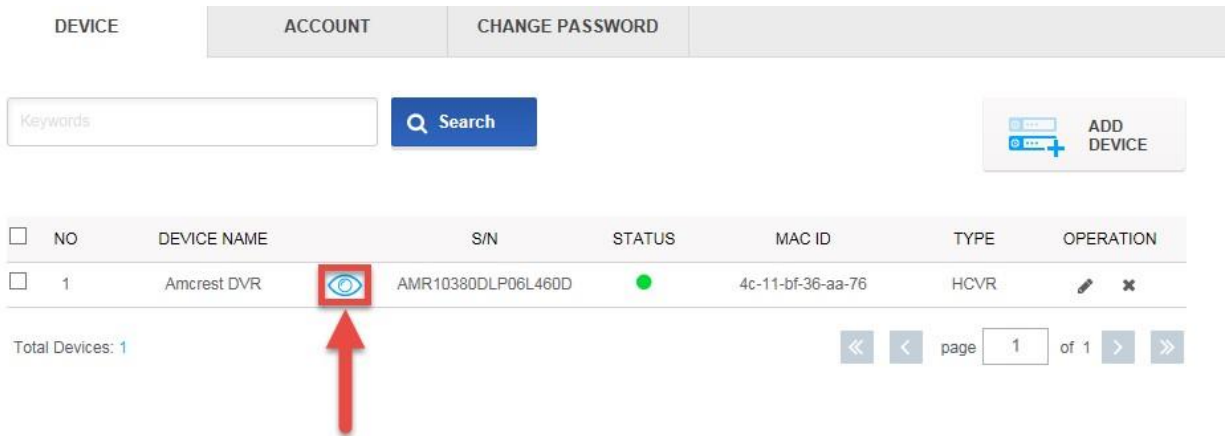 DEVICE ACCOUNT CHANGE PASSWORD
Keywords Search
ADD
DEVICE
NO DEVICE NAME S/N STATUS MAC ID TYPE OPERATION
1 Amcrest DVR AMR10380DLP06L460D 4c-11-bf-36-aa-76 HCVR
Total Devices: 1 page 1 of 1